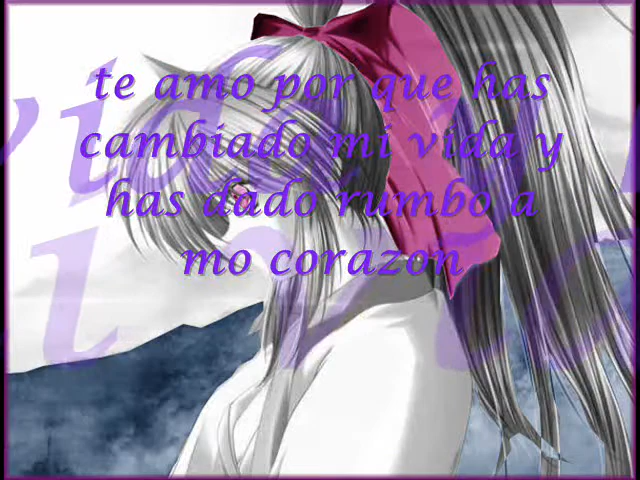 te amo por que has
cambiado mi vida y
has dado rumbo a
mo corazon